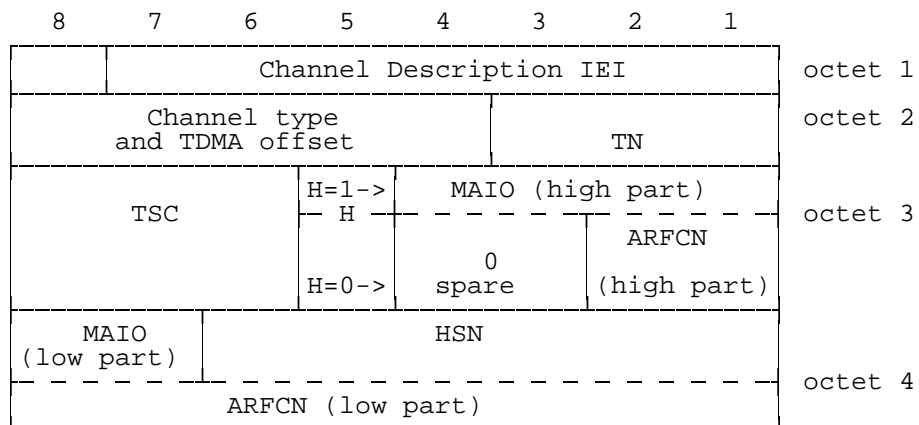 8 7 6 5 4 3 2 1
Channel Description IEI octet 1
Channel type octet 2
and TDMA offset TN
H=1-> MAIO (high part)
TSC H octet 3
ARFCN
0
H=0-> spare (high part)
MAIO HSN
(low part)
octet 4
ARFCN (low part)